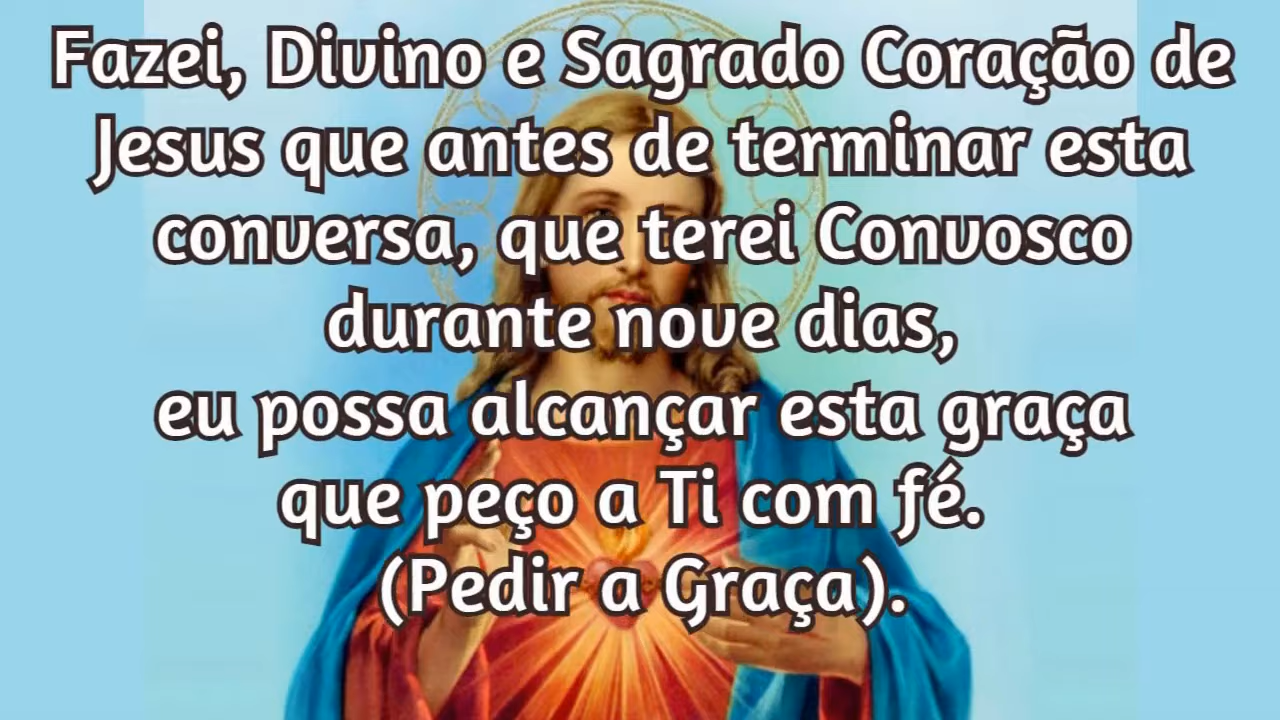 Fazei, Divino e Sagrado Coração de
Jesus que antes de terminar esta
conversa, que terei Convosco
durante nove dias,
eu possa alcançar esta graça
que peço a Ti com fé.
(Pedir a Graça).